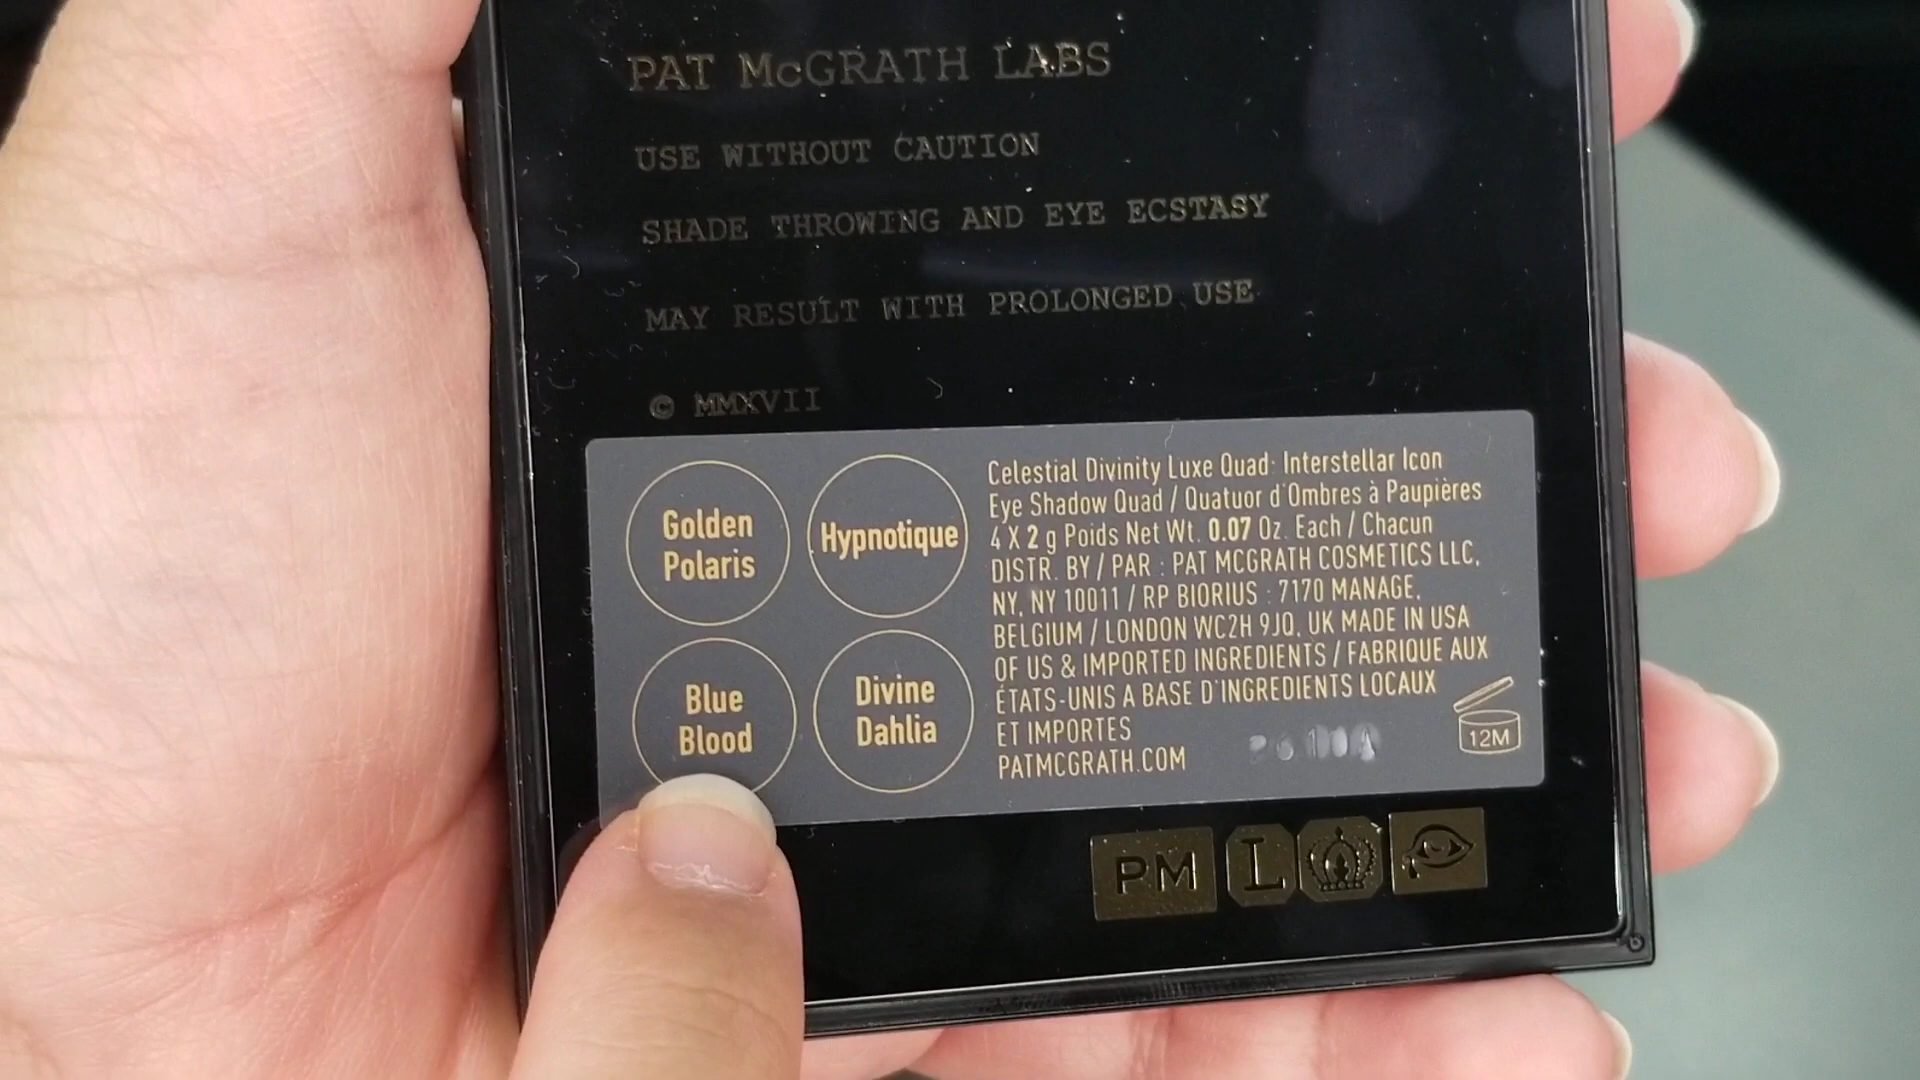 PAT McGRATH LABS
USE WITHOUT CAUTION
SHADE THROWING AND EYE ECSTASY
MAY RESULT WITH PROLONGED USE
© MMXVII
Golden
Polaris
Hypnotique
Blue
Blood
Divine
Dahlia
Celestial Divinity Luxe Quad: Interstellar Icon
Eye Shadow Quad / Quatuor d'Ombres à Paupières
4 X 2 g Poids Net Wt. 0.07 Oz. Each / Chacun
DISTR. BY / PAR : PAT MCGRATH COSMETICS LLC,
NY, NY 10011 / RP BIORIUS : 7170 MANAGE,
BELGIUM / LONDON WC2H 9JQ, UK MADE IN USA
OF US & IMPORTED INGREDIENTS / FABRIQUE AUX
ÉTATS-UNIS A BASE D'INGREDIENTS LOCAUX
ET IMPORTES
PATMCGRATH.COM
12M
PM L